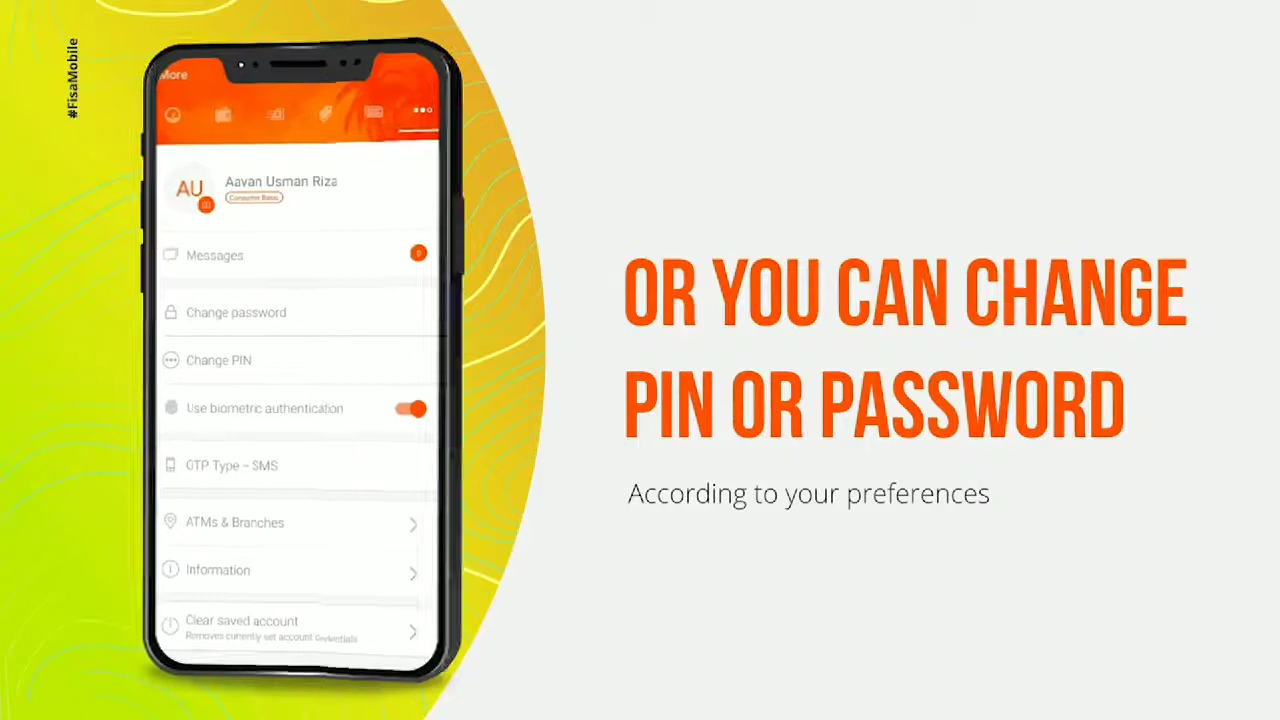 #FisaMobile
More
AU
Aavan Usman Riza
Consumer Basic
Messages
Change password
Change PIN
Use biometric authentication
OTP Type – SMS
ATMs & Branches
Information
Clear saved account
Removes currently set account credentials
OR YOU CAN CHANGE
PIN OR PASSWORD
According to your preferences